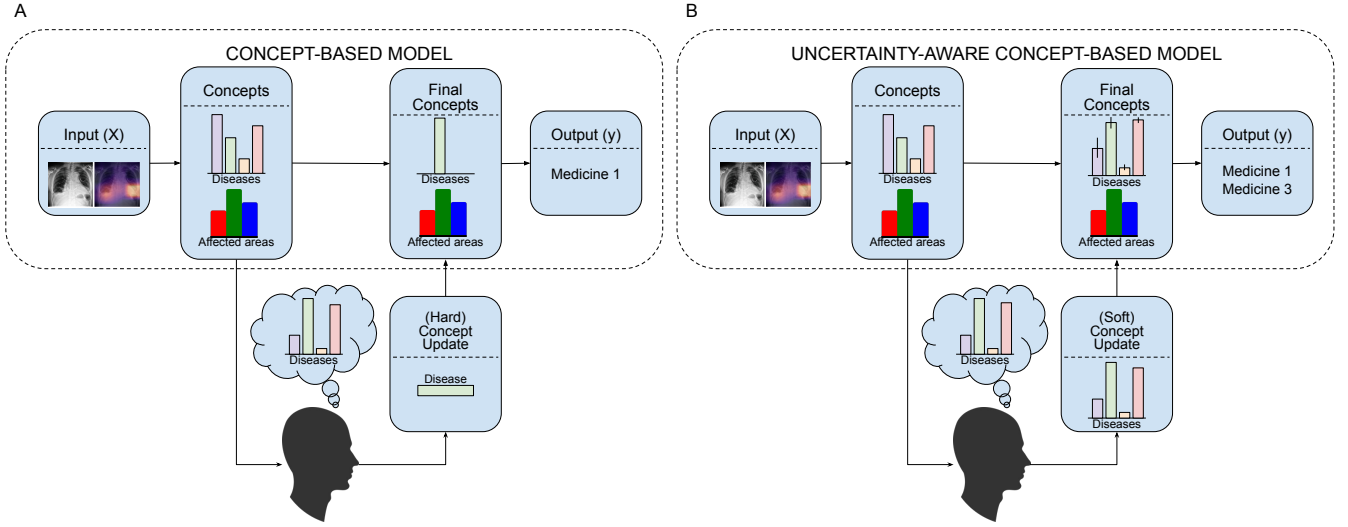 A
CONCEPT-BASED MODEL
Input (X)
Concepts
Diseases
Affected areas
Final
Concepts
Diseases
Affected areas
Output (y)
Medicine 1
Diseases
(Hard)
Concept
Update
Disease
B
UNCERTAINTY-AWARE CONCEPT-BASED MODEL
Input (X)
Concepts
Diseases
Affected areas
Final
Concepts
Diseases
Affected areas
Output (y)
Medicine 1
Medicine 3
Diseases
(Soft)
Concept
Update
Diseases